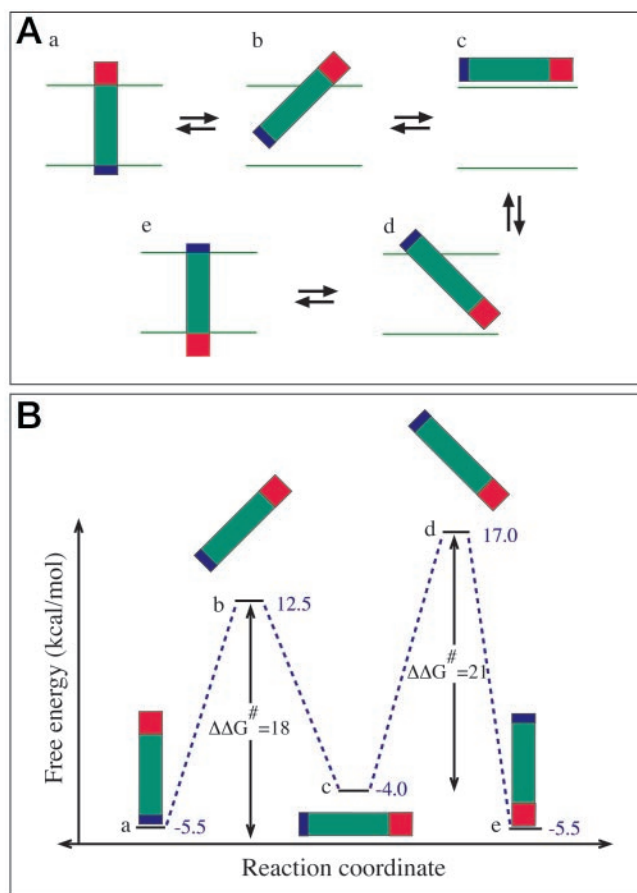 A
a
b
c
e
d
B
d
17.0
b
12.5
ΔΔG#=21
ΔΔG#=18
c
-4.0
a
-5.5
e
-5.5
Free energy (kcal/mol)
Reaction coordinate